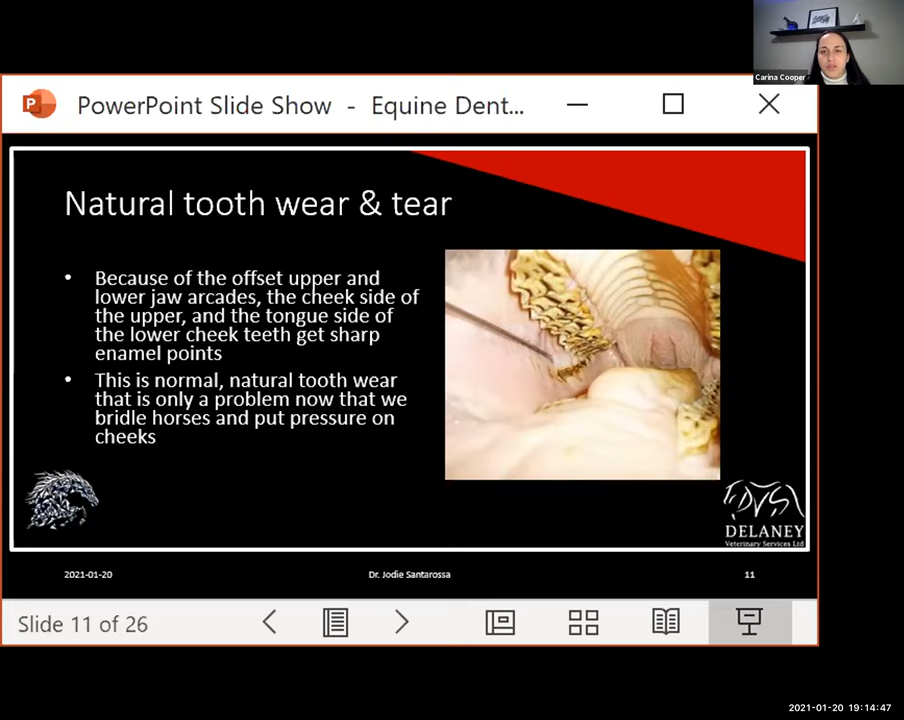 Carina Cooper
PowerPoint Slide Show - Equine Dent...
Natural tooth wear & tear
• Because of the offset upper and
lower jaw arcades, the cheek side of
the upper, and the tongue side of
the lower cheek teeth get sharp
enamel points
• This is normal, natural tooth wear
that is only a problem now that we
bridle horses and put pressure on
cheeks
DVS
DELANEY
Veterinary Services Ltd
2021-01-20
Dr. Jodie Santarossa
11
Slide 11 of 26
2021-01-20 19:14:47